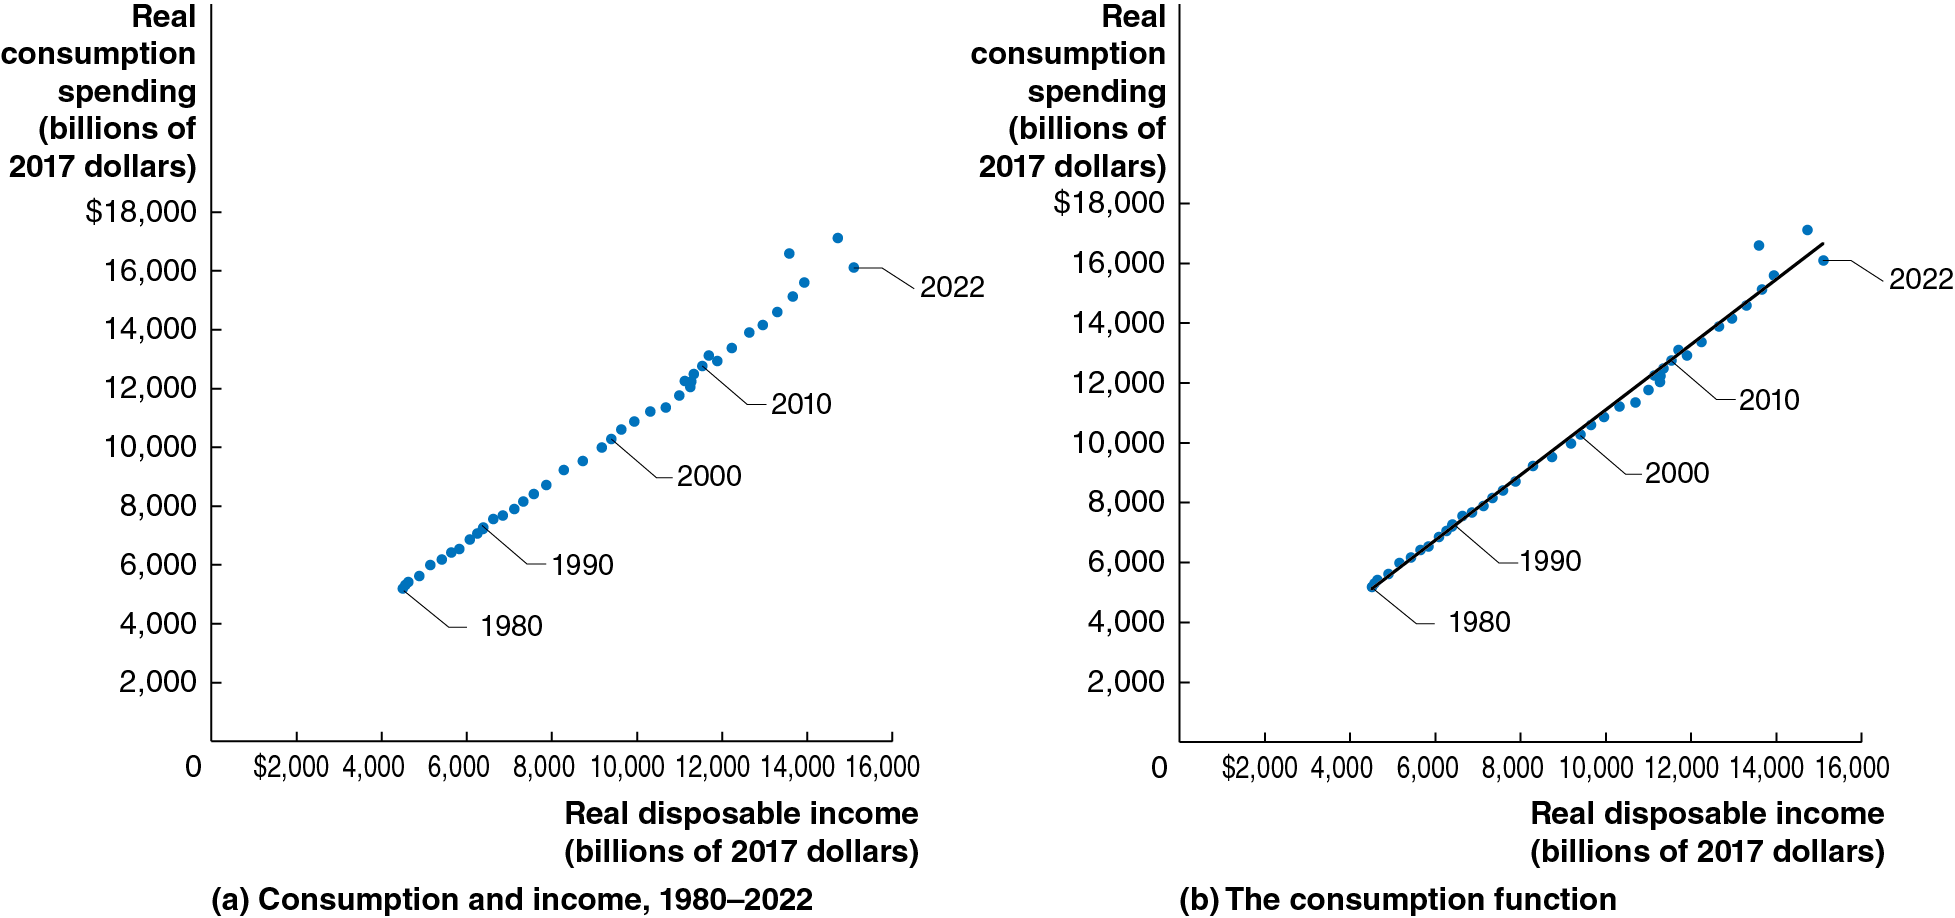 Real
consumption
spending
(billions of
2017 dollars)
$18,000
16,000
14,000
12,000
10,000
8,000
6,000
4,000
2,000
0
$2,000 4,000 6,000 8,000 10,000 12,000 14,000 16,000
2022
2010
2000
1990
1980
Real disposable income
(billions of 2017 dollars)
(a) Consumption and income, 1980–2022
Real
consumption
spending
(billions of
2017 dollars)
$18,000
16,000
14,000
12,000
10,000
8,000
6,000
4,000
2,000
0
$2,000 4,000 6,000 8,000 10,000 12,000 14,000 16,000
2022
2010
2000
1990
1980
Real disposable income
(billions of 2017 dollars)
(b) The consumption function